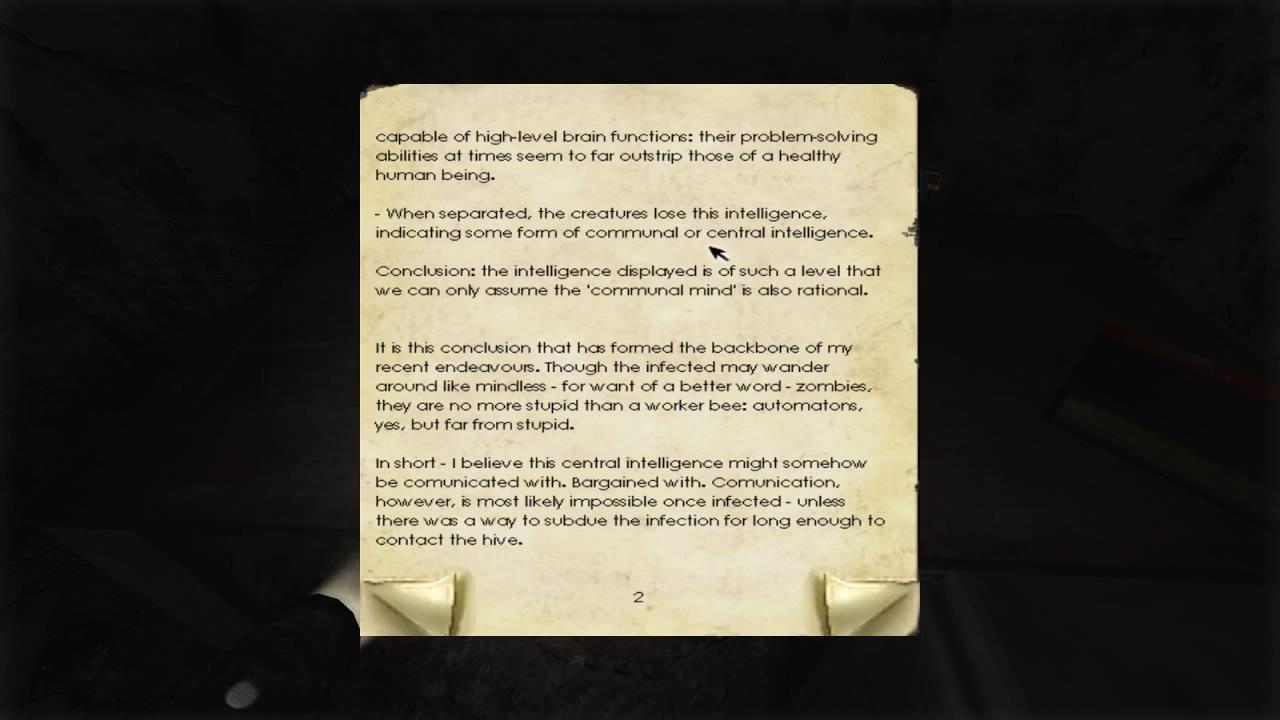 capable of high-level brain functions: their problem-solving
abilities at times seem to far outstrip those of a healthy
human being.
- When separated, the creatures lose this intelligence,
indicating some form of communal or central intelligence.
Conclusion: the intelligence displayed is of such a level that
we can only assume the 'communal mind' is also rational.
It is this conclusion that has formed the backbone of my
recent endeavours. Though the infected may wander
around like mindless - for want of a better word - zombies,
they are no more stupid than a worker bee: automatons,
yes, but far from stupid.
In short - I believe this central intelligence might somehow
be comunicated with. Bargained with. Comunication,
however, is most likely impossible once infected - unless
there was a way to subdue the infection for long enough to
contact the hive.
2